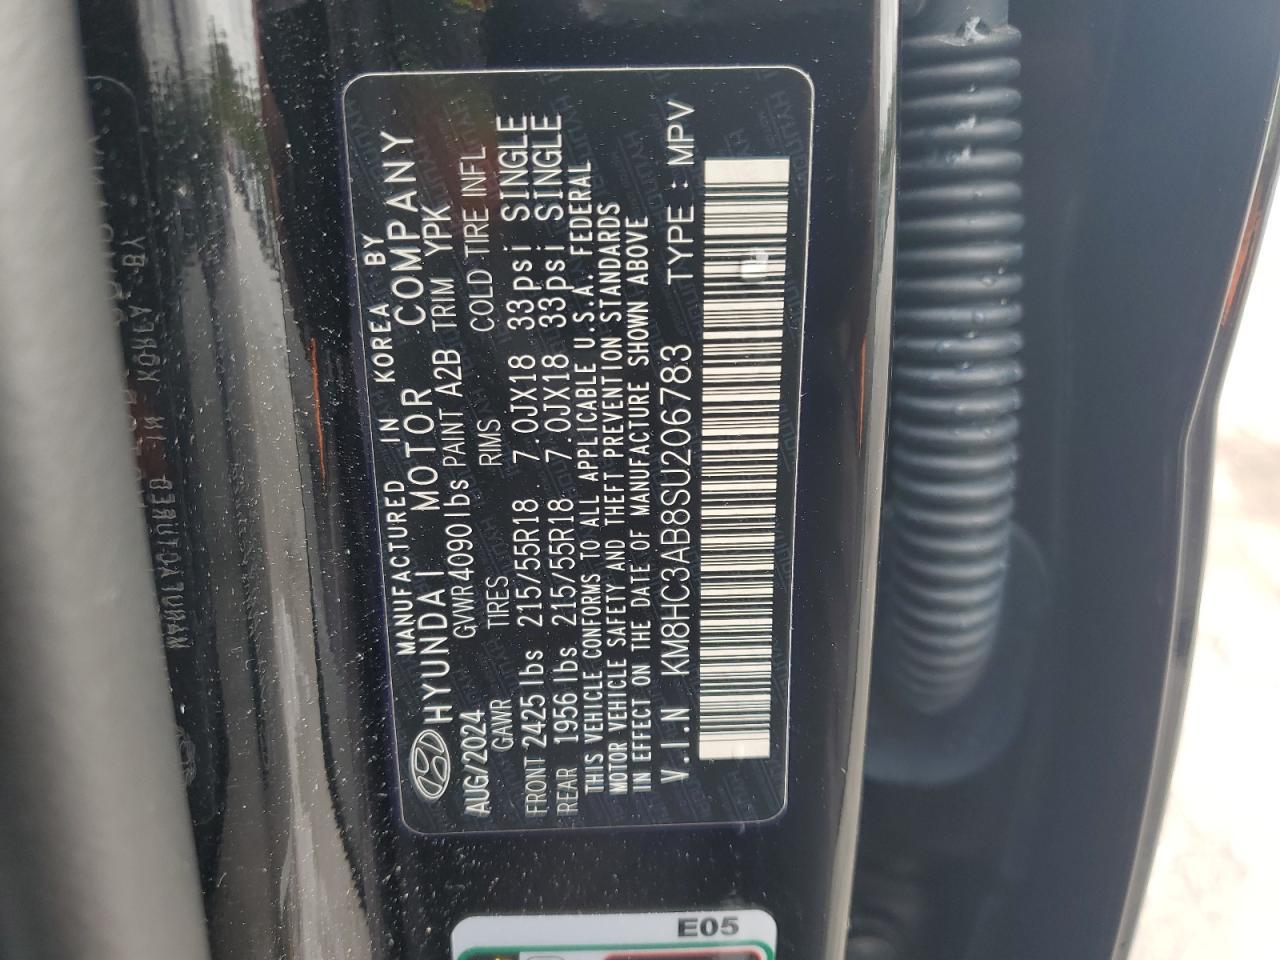 MANUFACTURED IN KOREA BY
HYUNDAI MOTOR COMPANY
AUG/2024 GVWR 4090 lbs PAINT A2B TRIM YPK
GAWR TIRES RIMS COLD TIRE INFL
FRONT 2425 lbs 215/55R18 7.0JX18 33psi SINGLE
REAR 1956 lbs 215/55R18 7.0JX18 33psi SINGLE
THIS VEHICLE CONFORMS TO ALL APPLICABLE U.S.A. FEDERAL
MOTOR VEHICLE SAFETY AND THEFT PREVENTION STANDARDS
IN EFFECT ON THE DATE OF MANUFACTURE SHOWN ABOVE
V.I.N KM8HC3AB8SU206783 TYPE : MPV
E05